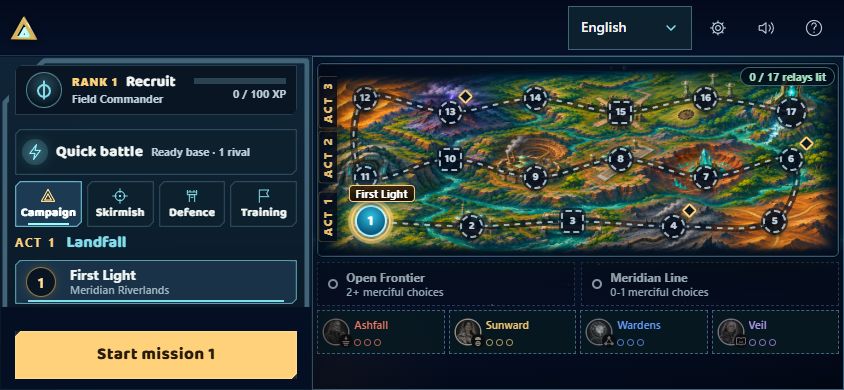 English
RANK 1 Recruit
Field Commander
0 / 100 XP
Quick battle Ready base · 1 rival
Campaign
Skirmish
Defence
Training
ACT 1 Landfall
1
First Light
Meridian Riverlands
Start mission 1
0 / 17 relays lit
ACT 3
12
13
14
15
16
17
ACT 2
11
10
9
8
7
6
ACT 1
First Light
1
2
3
4
5
Open Frontier
2+ merciful choices
Meridian Line
0-1 merciful choices
Ashfall
Sunward
Wardens
Veil